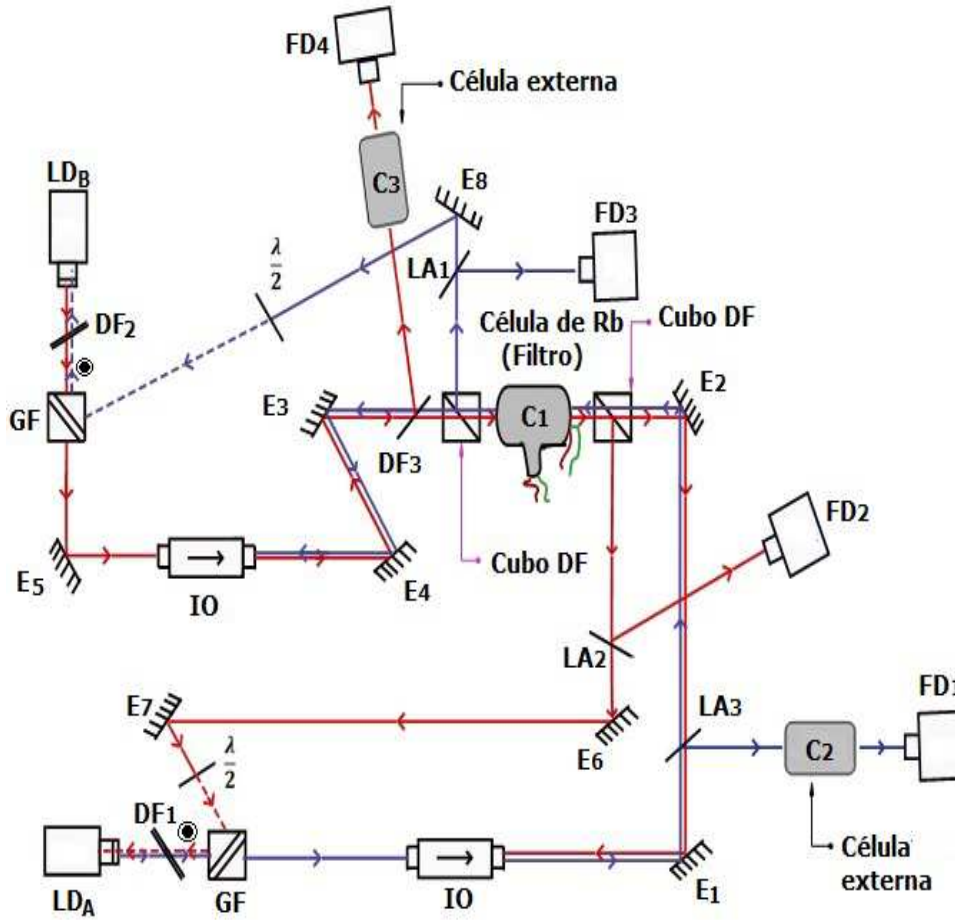 FD4
Célula externa
LDB
C3
E8
FD3
λ/2
LA1
DF2
Célula de Rb
(Filtro)
Cubo DF
GF
E3
C1
E2
DF3
FD2
E5
IO
E4
Cubo DF
LA2
E7
FD1
LA3
λ/2
E6
C2
DF1
LDA
GF
IO
E1
Célula
externa